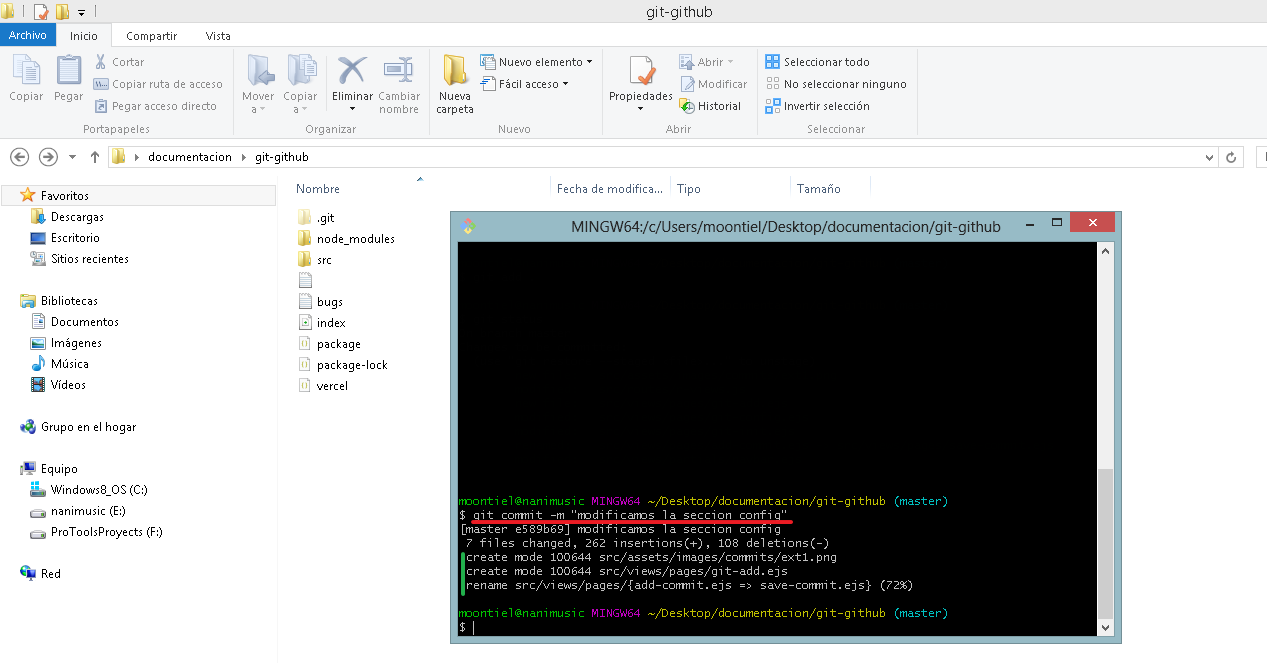 git-github
Archivo Inicio Compartir Vista
Copiar
Pegar
Cortar
Copiar ruta de acceso
Pegar acceso directo
Portapapeles
Mover a
Copiar a
Eliminar
Cambiar nombre
Organizar
Nueva carpeta
Nuevo elemento
Fácil acceso
Nuevo
Propiedades
Abrir
Modificar
Historial
Abrir
Seleccionar todo
No seleccionar ninguno
Invertir selección
Seleccionar
documentacion git-github
Favoritos
Descargas
Escritorio
Sitios recientes
Bibliotecas
Documentos
Imágenes
Música
Vídeos
Grupo en el hogar
Equipo
Windows8_OS (C:)
nanimusic (E:)
ProToolsProyects (F:)
Red
Nombre Fecha de modifica... Tipo Tamaño
.git
node_modules
src
bugs
index
package
package-lock
vercel
MINGW64:/c/Users/moontiel/Desktop/documentacion/git-github
moontiel@nanimusic MINGW64 ~/Desktop/documentacion/git-github (master)
$ git commit -m "modificamos la seccion config"
[master e589b69] modificamos la seccion config
7 files changed, 262 insertions(+), 108 deletions(-)
create mode 100644 src/assets/images/commits/ext1.png
create mode 100644 src/views/pages/git-add.ejs
rename src/views/pages/{add-commit.ejs => save-commit.ejs} (72%)
moontiel@nanimusic MINGW64 ~/Desktop/documentacion/git-github (master)
$